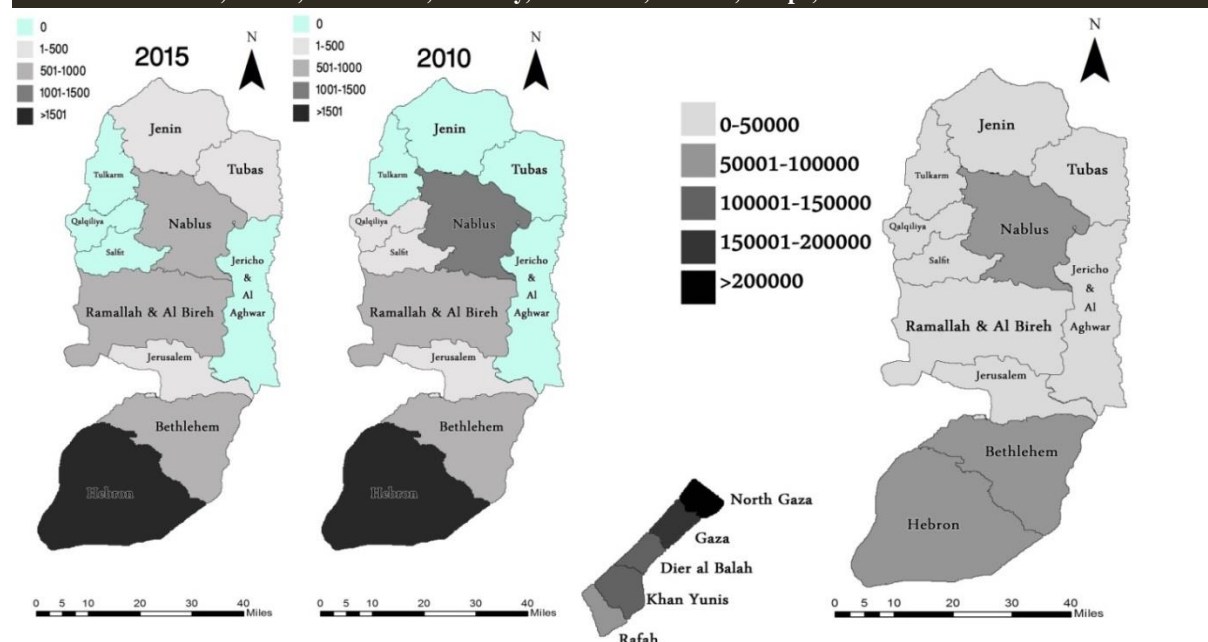 0
1-500
501-1000
1001-1500
>1501
2015
N
Jenin
Tubas
Tulkarm
Nablus
Qalqiliya
Salfit
Jericho
&
Al
Aghwar
Ramallah & Al Bireh
Jerusalem
Bethlehem
Hebron
0 5 10 20 30 40
Miles
0
1-500
501-1000
1001-1500
>1501
2010
N
Jenin
Tubas
Tulkarm
Nablus
Qalqiliya
Salfit
Jericho
&
Al
Aghwar
Ramallah & Al Bireh
Jerusalem
Bethlehem
Hebron
0 5 10 20 30 40
Miles
0-50000
50001-100000
100001-150000
150001-200000
>200000
North Gaza
Gaza
Dier al Balah
Khan Yunis
Rafah
N
Jenin
Tubas
Tulkarm
Nablus
Qalqiliya
Salfit
Jericho
&
Al
Aghwar
Ramallah & Al Bireh
Jerusalem
Bethlehem
Hebron
0 5 10 20 30 40
Miles